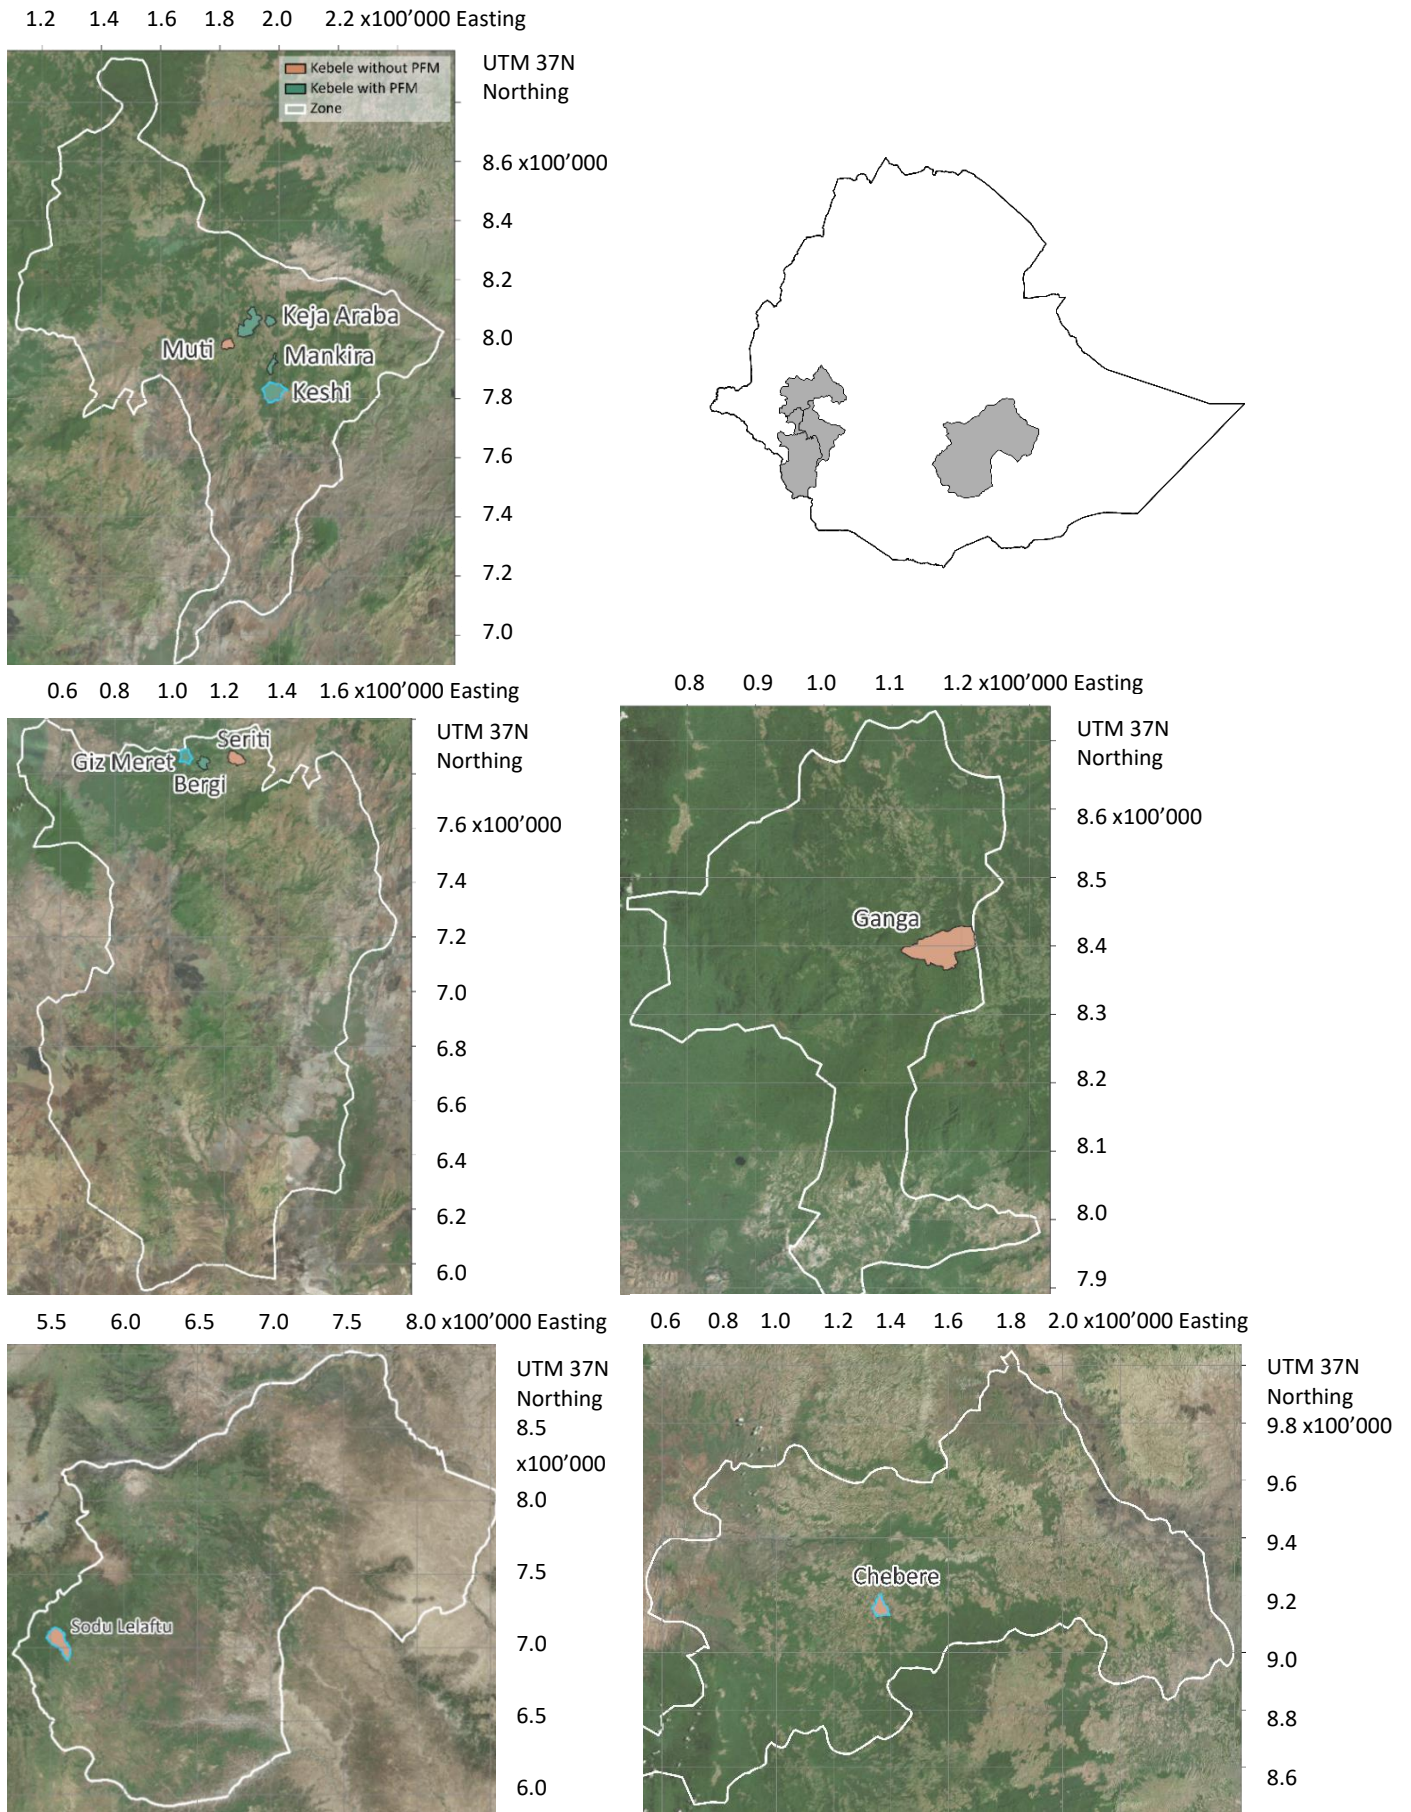 1.2 1.4 1.6 1.8 2.0 2.2 x100’000 Easting
Kebele without PFM
Kebele with PFM
Zone
UTM 37N
Northing
8.6 x100’000
8.4
8.2
8.0
7.8
7.6
7.4
7.2
7.0
Keja Araba
Muti
Mankira
Keshi
0.6 0.8 1.0 1.2 1.4 1.6 x100’000 Easting
UTM 37N
Northing
7.6 x100’000
7.4
7.2
7.0
6.8
6.6
6.4
6.2
6.0
Seriti
Giz Meret
Bergi
0.8 0.9 1.0 1.1 1.2 x100’000 Easting
UTM 37N
Northing
8.6 x100’000
8.5
8.4
8.3
8.2
8.1
8.0
7.9
Ganga
5.5 6.0 6.5 7.0 7.5 8.0 x100’000 Easting
UTM 37N
Northing
8.5
x100’000
8.0
7.5
7.0
6.5
6.0
Sodu Lelaftu
0.6 0.8 1.0 1.2 1.4 1.6 1.8 2.0 x100’000 Easting
UTM 37N
Northing
9.8 x100’000
9.6
9.4
9.2
9.0
8.8
8.6
Chebere